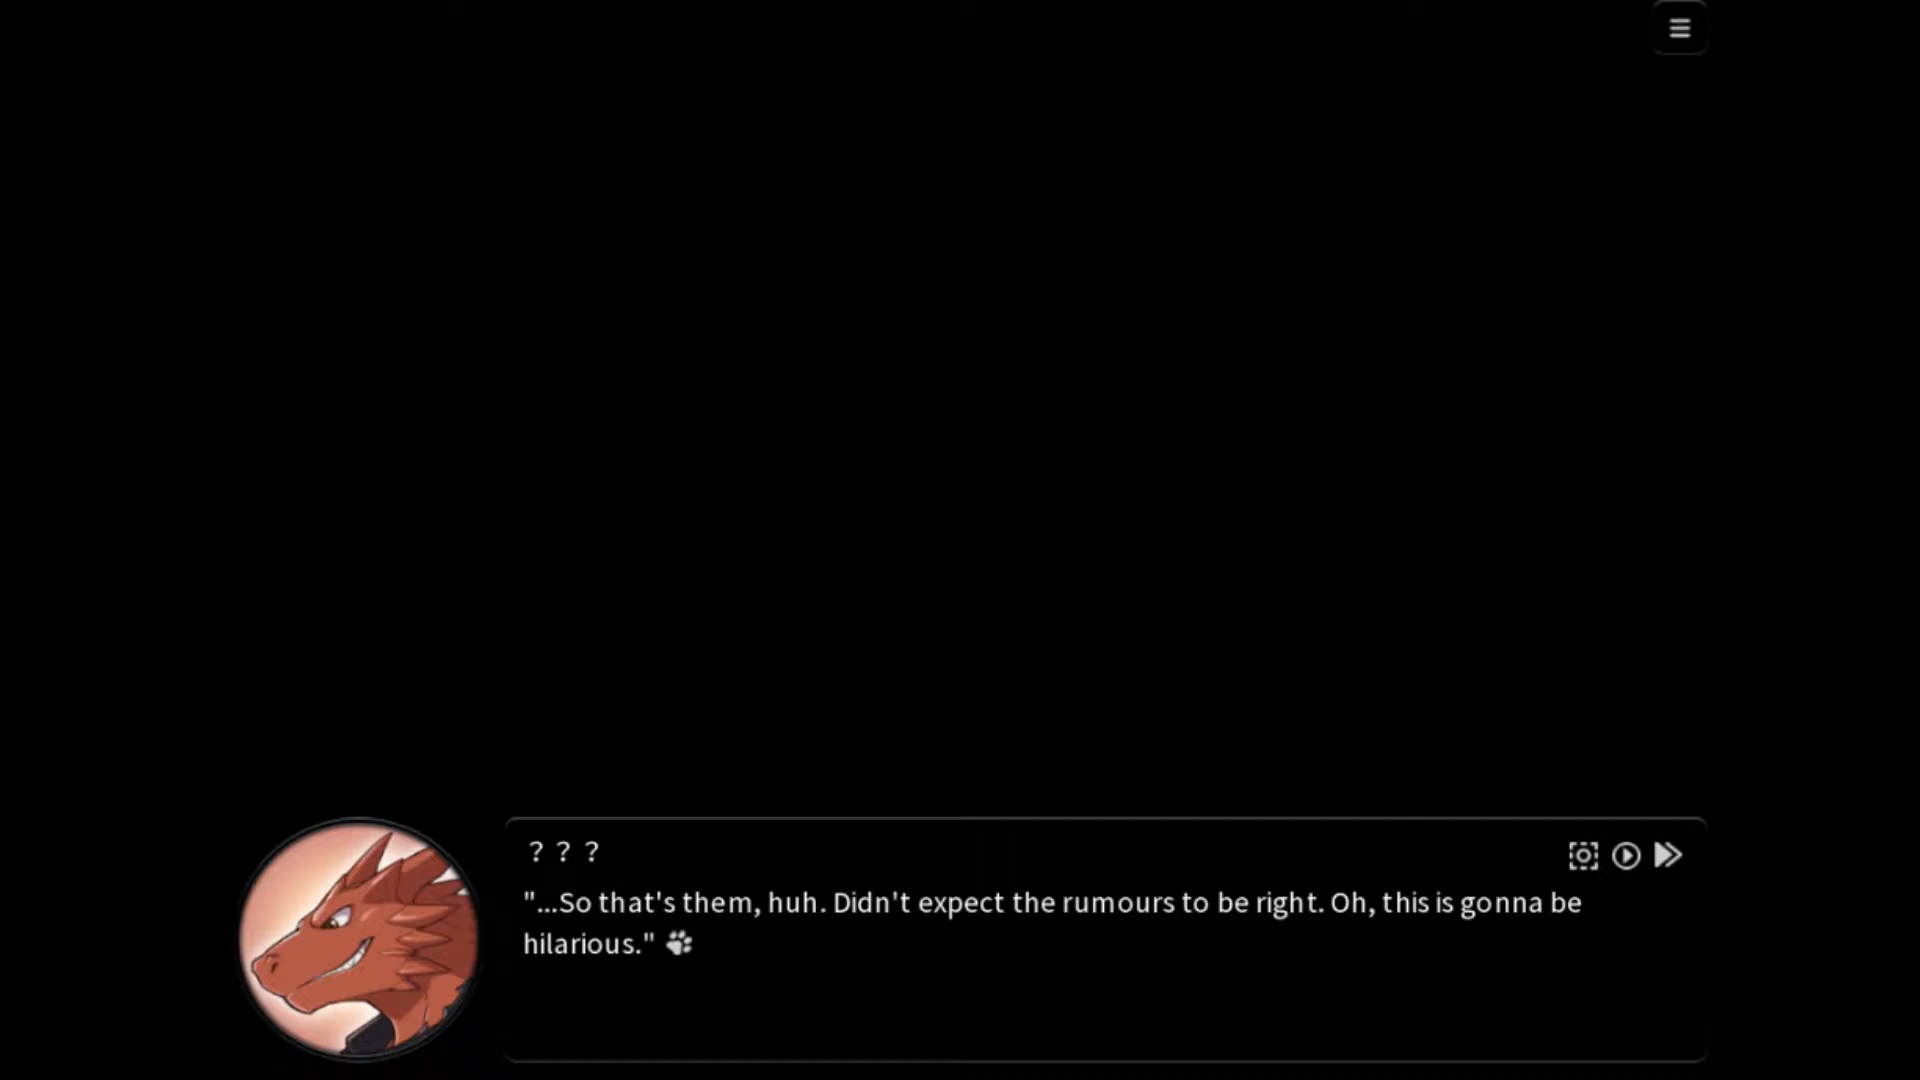 ？？？
"...So that's them, huh. Didn't expect the rumours to be right. Oh, this is gonna be
hilarious."